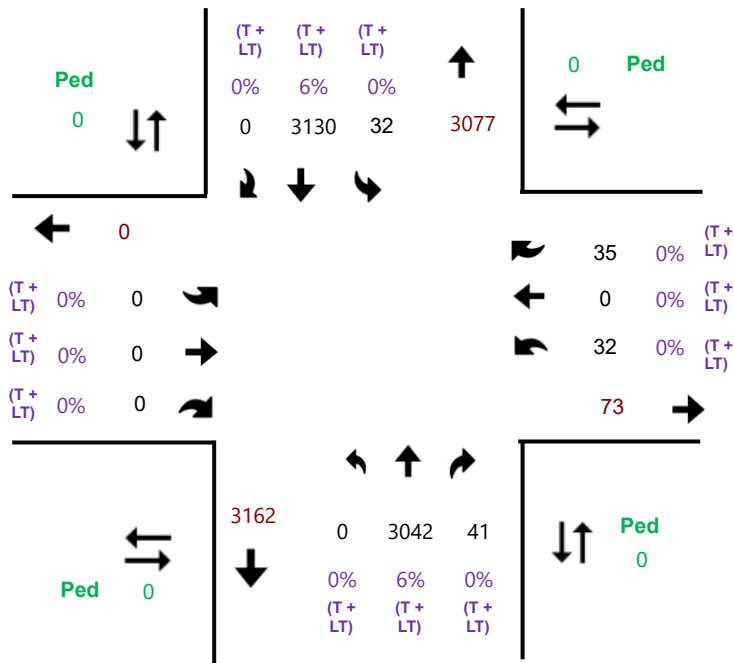 (T + LT) (T + LT) (T + LT)
0% 6% 0%
0 3130 32 3077
Ped
0
0 Ped
0
35 0% (T + LT)
0 0% (T + LT)
32 0% (T + LT)
73
(T + LT) 0% 0
(T + LT) 0% 0
(T + LT) 0% 0
3162
0 3042 41
0% 6% 0%
(T + LT) (T + LT) (T + LT)
Ped 0
Ped
0